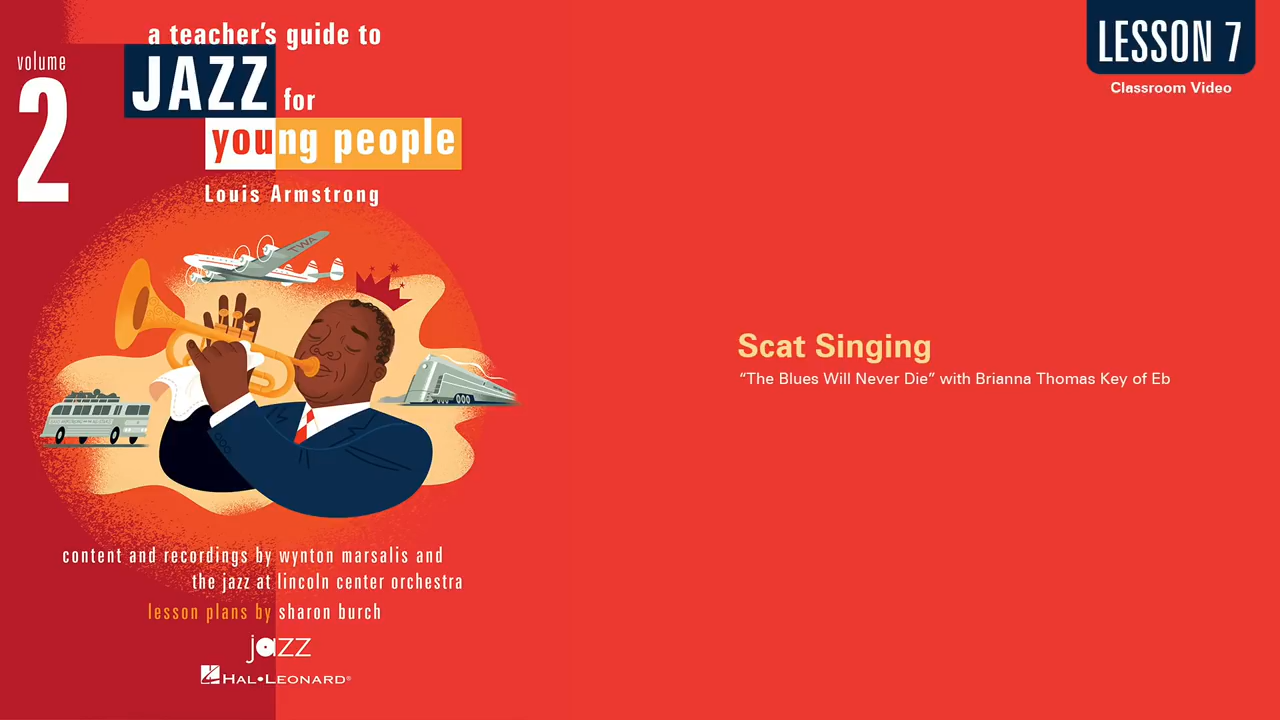 a teacher's guide to
volume
2
JAZZ for
young people
Louis Armstrong
TWA
content and recordings by wynton marsalis and
the jazz at lincoln center orchestra
lesson plans by sharon burch
jazz
HAL•LEONARD®
LESSON 7
Classroom Video
Scat Singing
“The Blues Will Never Die” with Brianna Thomas Key of Eb